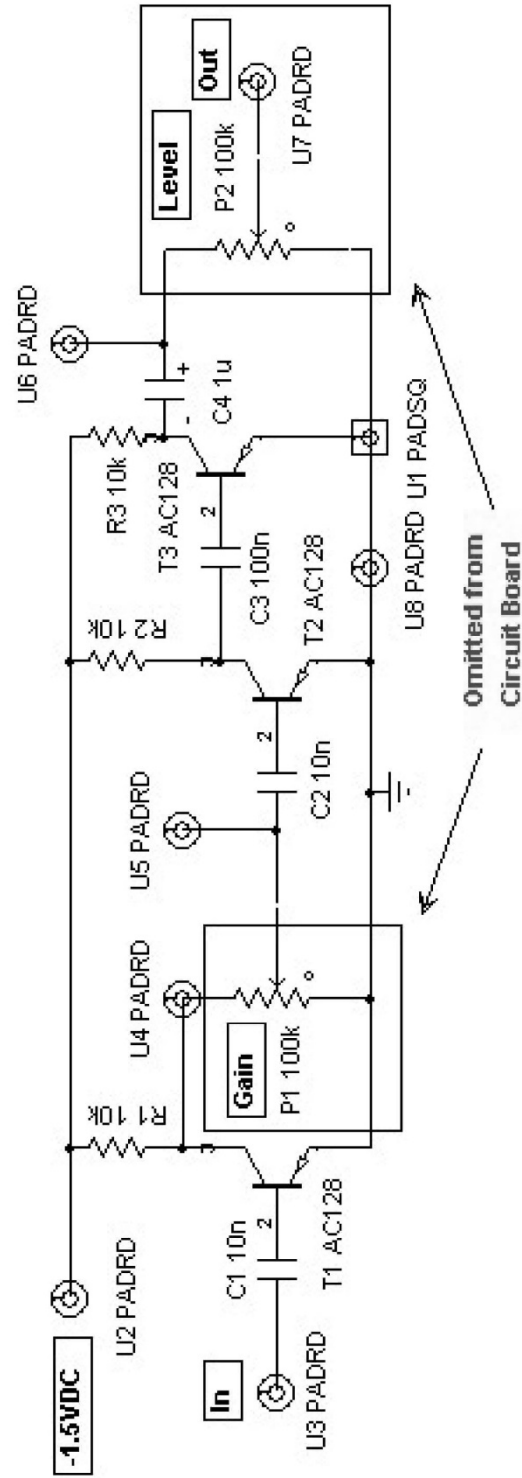 -1.5VDC
U2 PADRD
In
U3 PADRD
C1 10n
2
T1 AC128
R1 10k
U4 PADRD
Gain
P1 100k
U5 PADRD
C2 10n
2
T2 AC128
R2 10k
C3 100n
2
T3 AC128
R3 10k
- +
C4 1u
U6 PADRD
U8 PADRD U1 PADSQ
Level
P2 100k
Out
U7 PADRD
Omitted from
Circuit Board